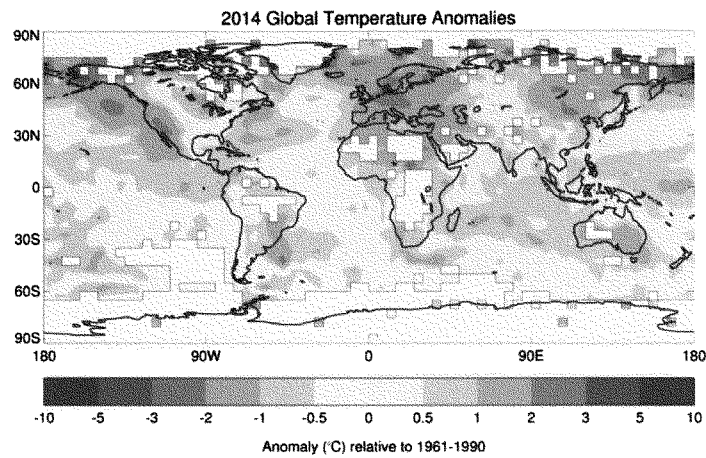 2014 Global Temperature Anomalies
90N
60N
30N
0
30S
60S
90S
180 90W 0 90E 180
-10 -5 -3 -2 -1 -0.5 0 0.5 1 2 3 5 10
Anomaly (°C) relative to 1961-1990